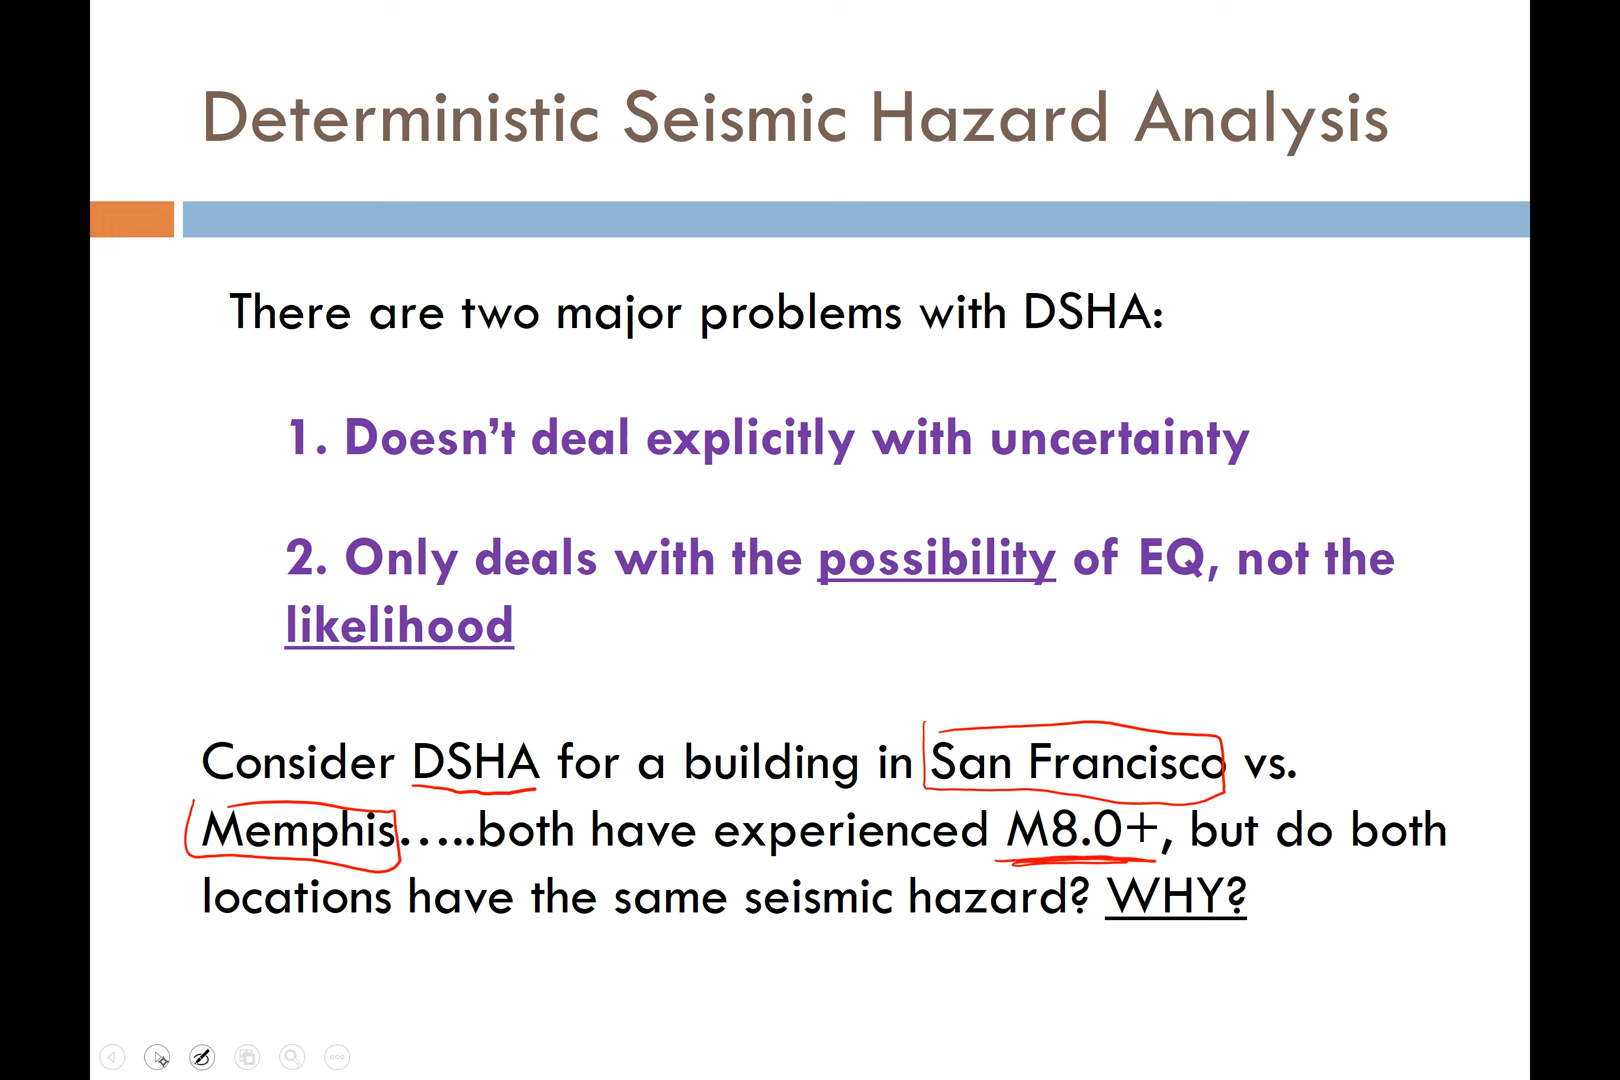 Deterministic Seismic Hazard Analysis
There are two major problems with DSHA:
1. Doesn’t deal explicitly with uncertainty
2. Only deals with the possibility of EQ, not the
likelihood
Consider DSHA for a building in San Francisco vs.
Memphis…..both have experienced M8.0+, but do both
locations have the same seismic hazard? WHY?